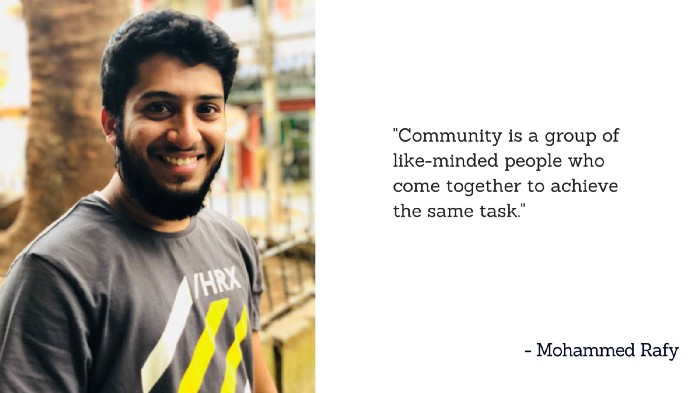 /HRX
"Community is a group of
like-minded people who
come together to achieve
the same task."
- Mohammed Rafy